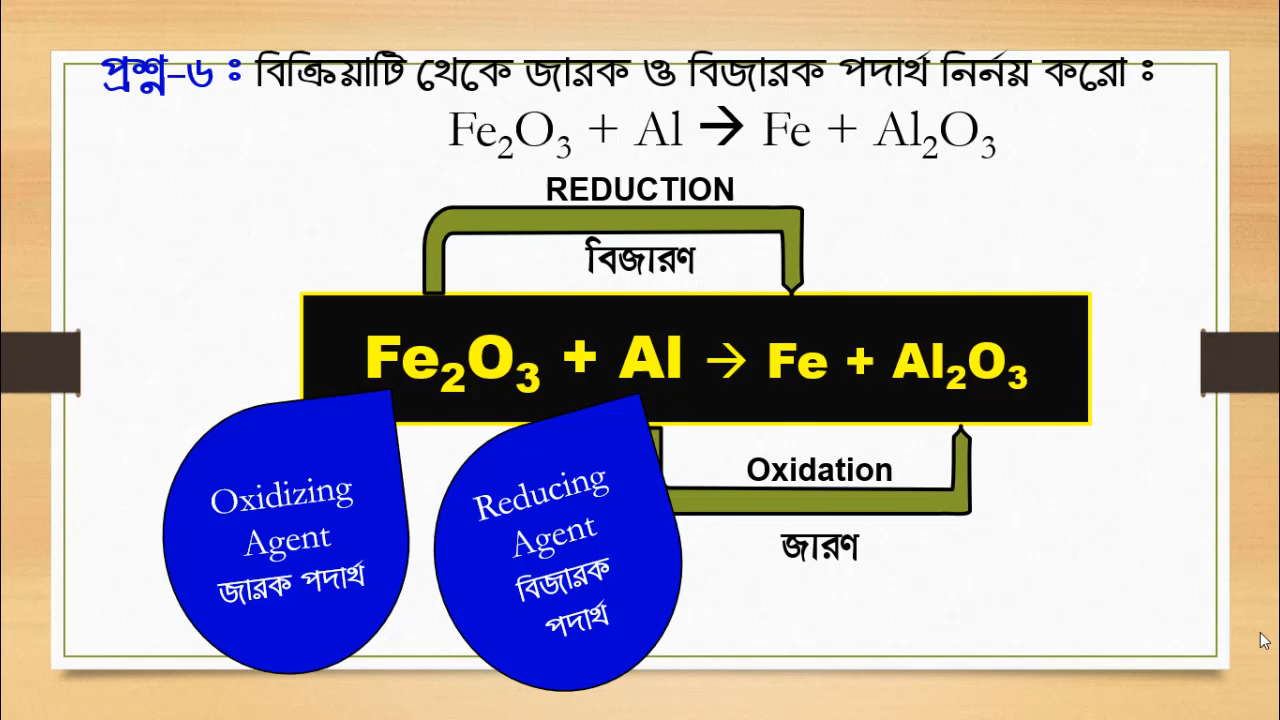 প্রশ্ন-৬ ঃ বিক্রিয়াটি থেকে জারক ও বিজারক পদার্থ নির্নয় করো ঃ
Fe₂O₃ + Al → Fe + Al₂O₃
REDUCTION
বিজারণ
Fe₂O₃ + Al → Fe + Al₂O₃
Oxidizing
Agent
জারক পদার্থ
Reducing
Agent
বিজারক
পদার্থ
Oxidation
জারণ